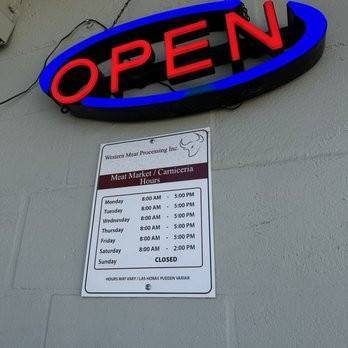 OPEN
Western Meat Processing Inc.
Meat Market / Carniceria
Hours
Monday 8:00 AM - 5:00 PM
Tuesday 8:00 AM - 5:00 PM
Wednesday 8:00 AM - 5:00 PM
Thursday 8:00 AM - 5:00 PM
Friday 8:00 AM - 5:00 PM
Saturday 8:00 AM - 2:00 PM
Sunday CLOSED
HOURS MAY VARY / LAS HORAS PUEDEN VARIAR